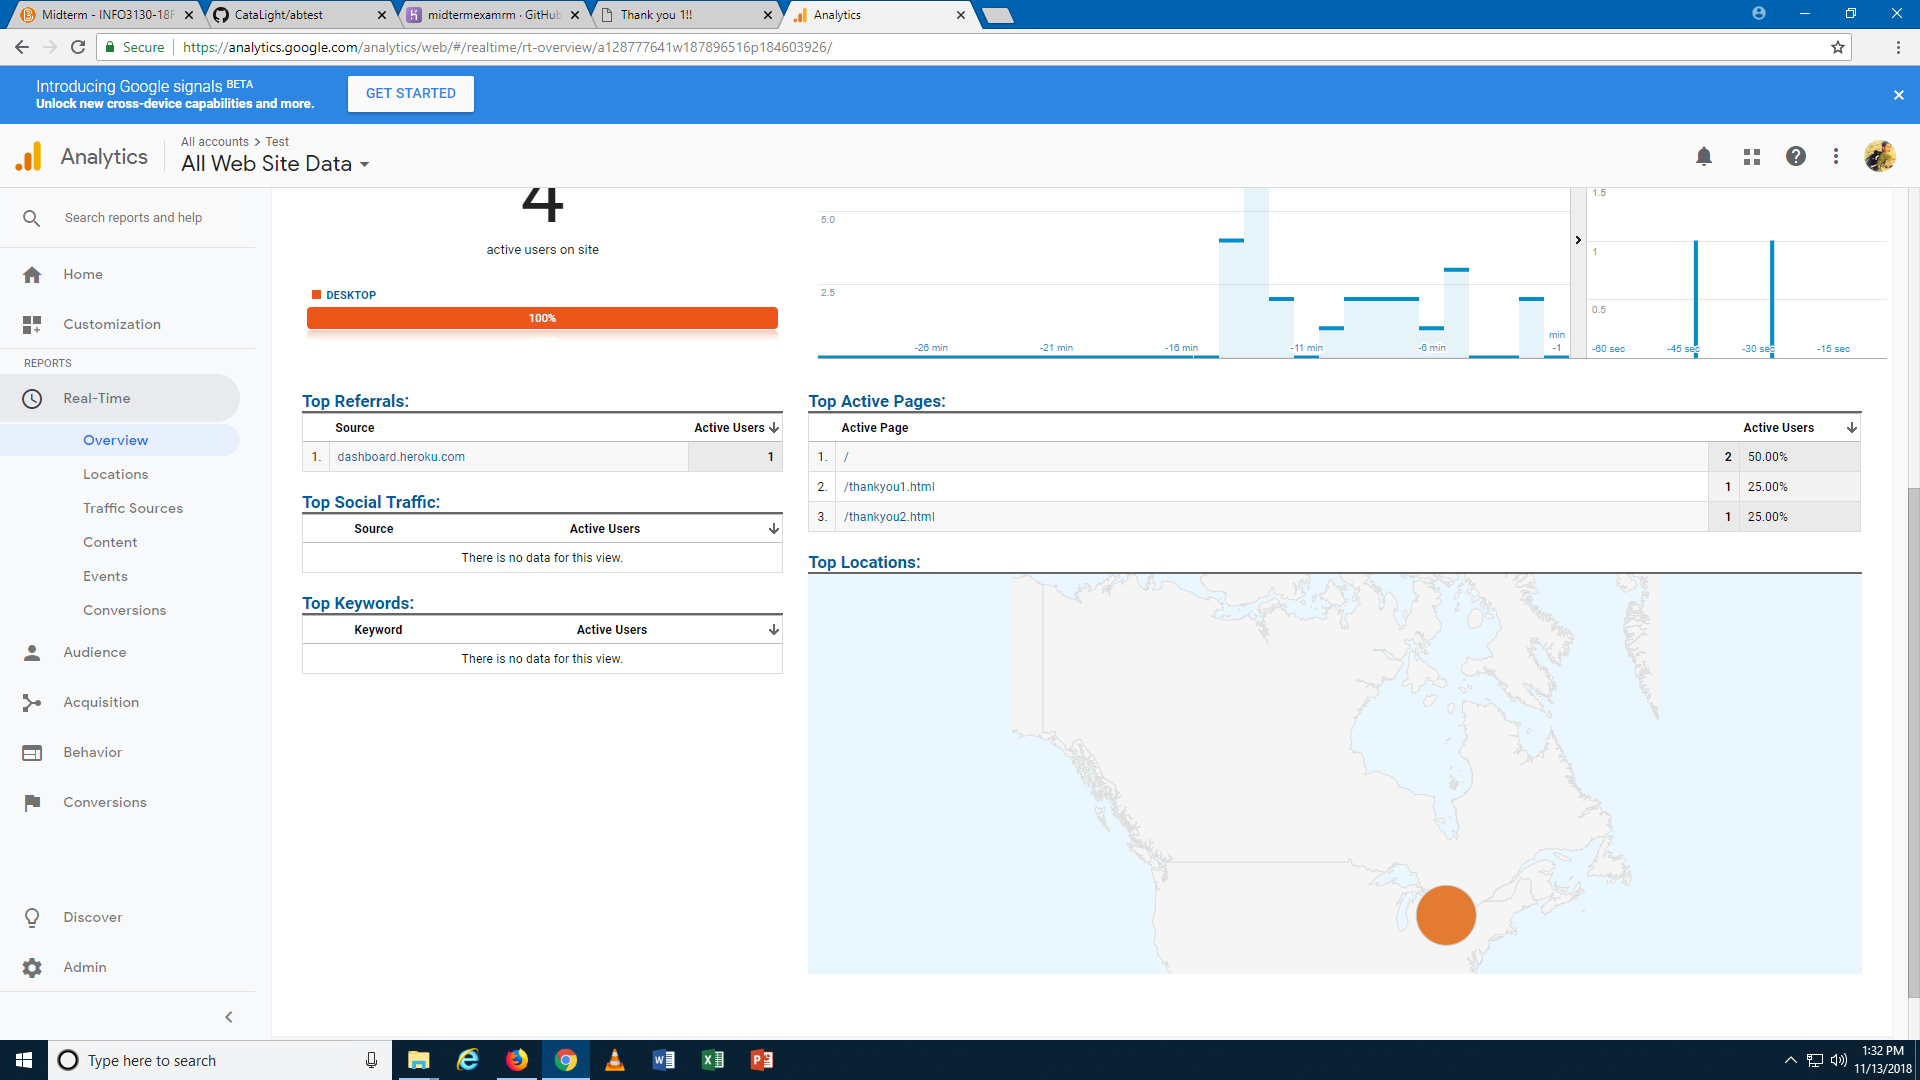 Midterm - INFO3130-18F
CataLight/abtest
midtermexamrm · GitHub
Thank you 1!!
Analytics
Secure
https://analytics.google.com/analytics/web/#/realtime/rt-overview/a128777641w187896516p184603926/
Introducing Google signals BETA
Unlock new cross-device capabilities and more.
GET STARTED
Analytics
All accounts > Test
All Web Site Data
Search reports and help
Home
Customization
REPORTS
Real-Time
Overview
Locations
Traffic Sources
Content
Events
Conversions
Audience
Acquisition
Behavior
Conversions
Discover
Admin
4
active users on site
DESKTOP
100%
5.0
2.5
-26 min
-21 min
-16 min
-11 min
-6 min
min
-1
1.5
1
0.5
-60 sec
-45 sec
-30 sec
-15 sec
Top Referrals:
Source Active Users
1. dashboard.heroku.com 1
Top Social Traffic:
Source Active Users
There is no data for this view.
Top Keywords:
Keyword Active Users
There is no data for this view.
Top Active Pages:
Active Page Active Users
1. / 2 50.00%
2. /thankyou1.html 1 25.00%
3. /thankyou2.html 1 25.00%
Top Locations:
Type here to search
1:32 PM
11/13/2018